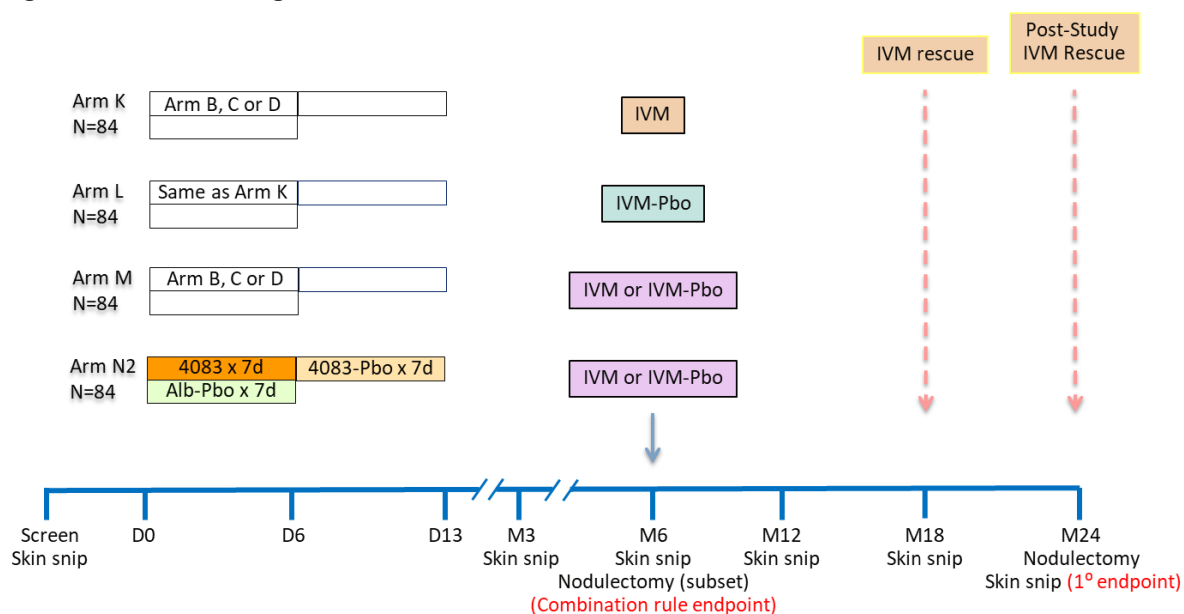 IVM rescue
Post-Study
IVM Rescue
Arm K
N=84
Arm B, C or D
IVM
Arm L
N=84
Same as Arm K
IVM-Pbo
Arm M
N=84
Arm B, C or D
IVM or IVM-Pbo
Arm N2
N=84
4083 x 7d
4083-Pbo x 7d
Alb-Pbo x 7d
IVM or IVM-Pbo
Screen
Skin snip
D0
D6
D13
M3
Skin snip
M6
Skin snip
Nodulectomy (subset)
(Combination rule endpoint)
M12
Skin snip
M18
Skin snip
M24
Nodulectomy
Skin snip (1º endpoint)